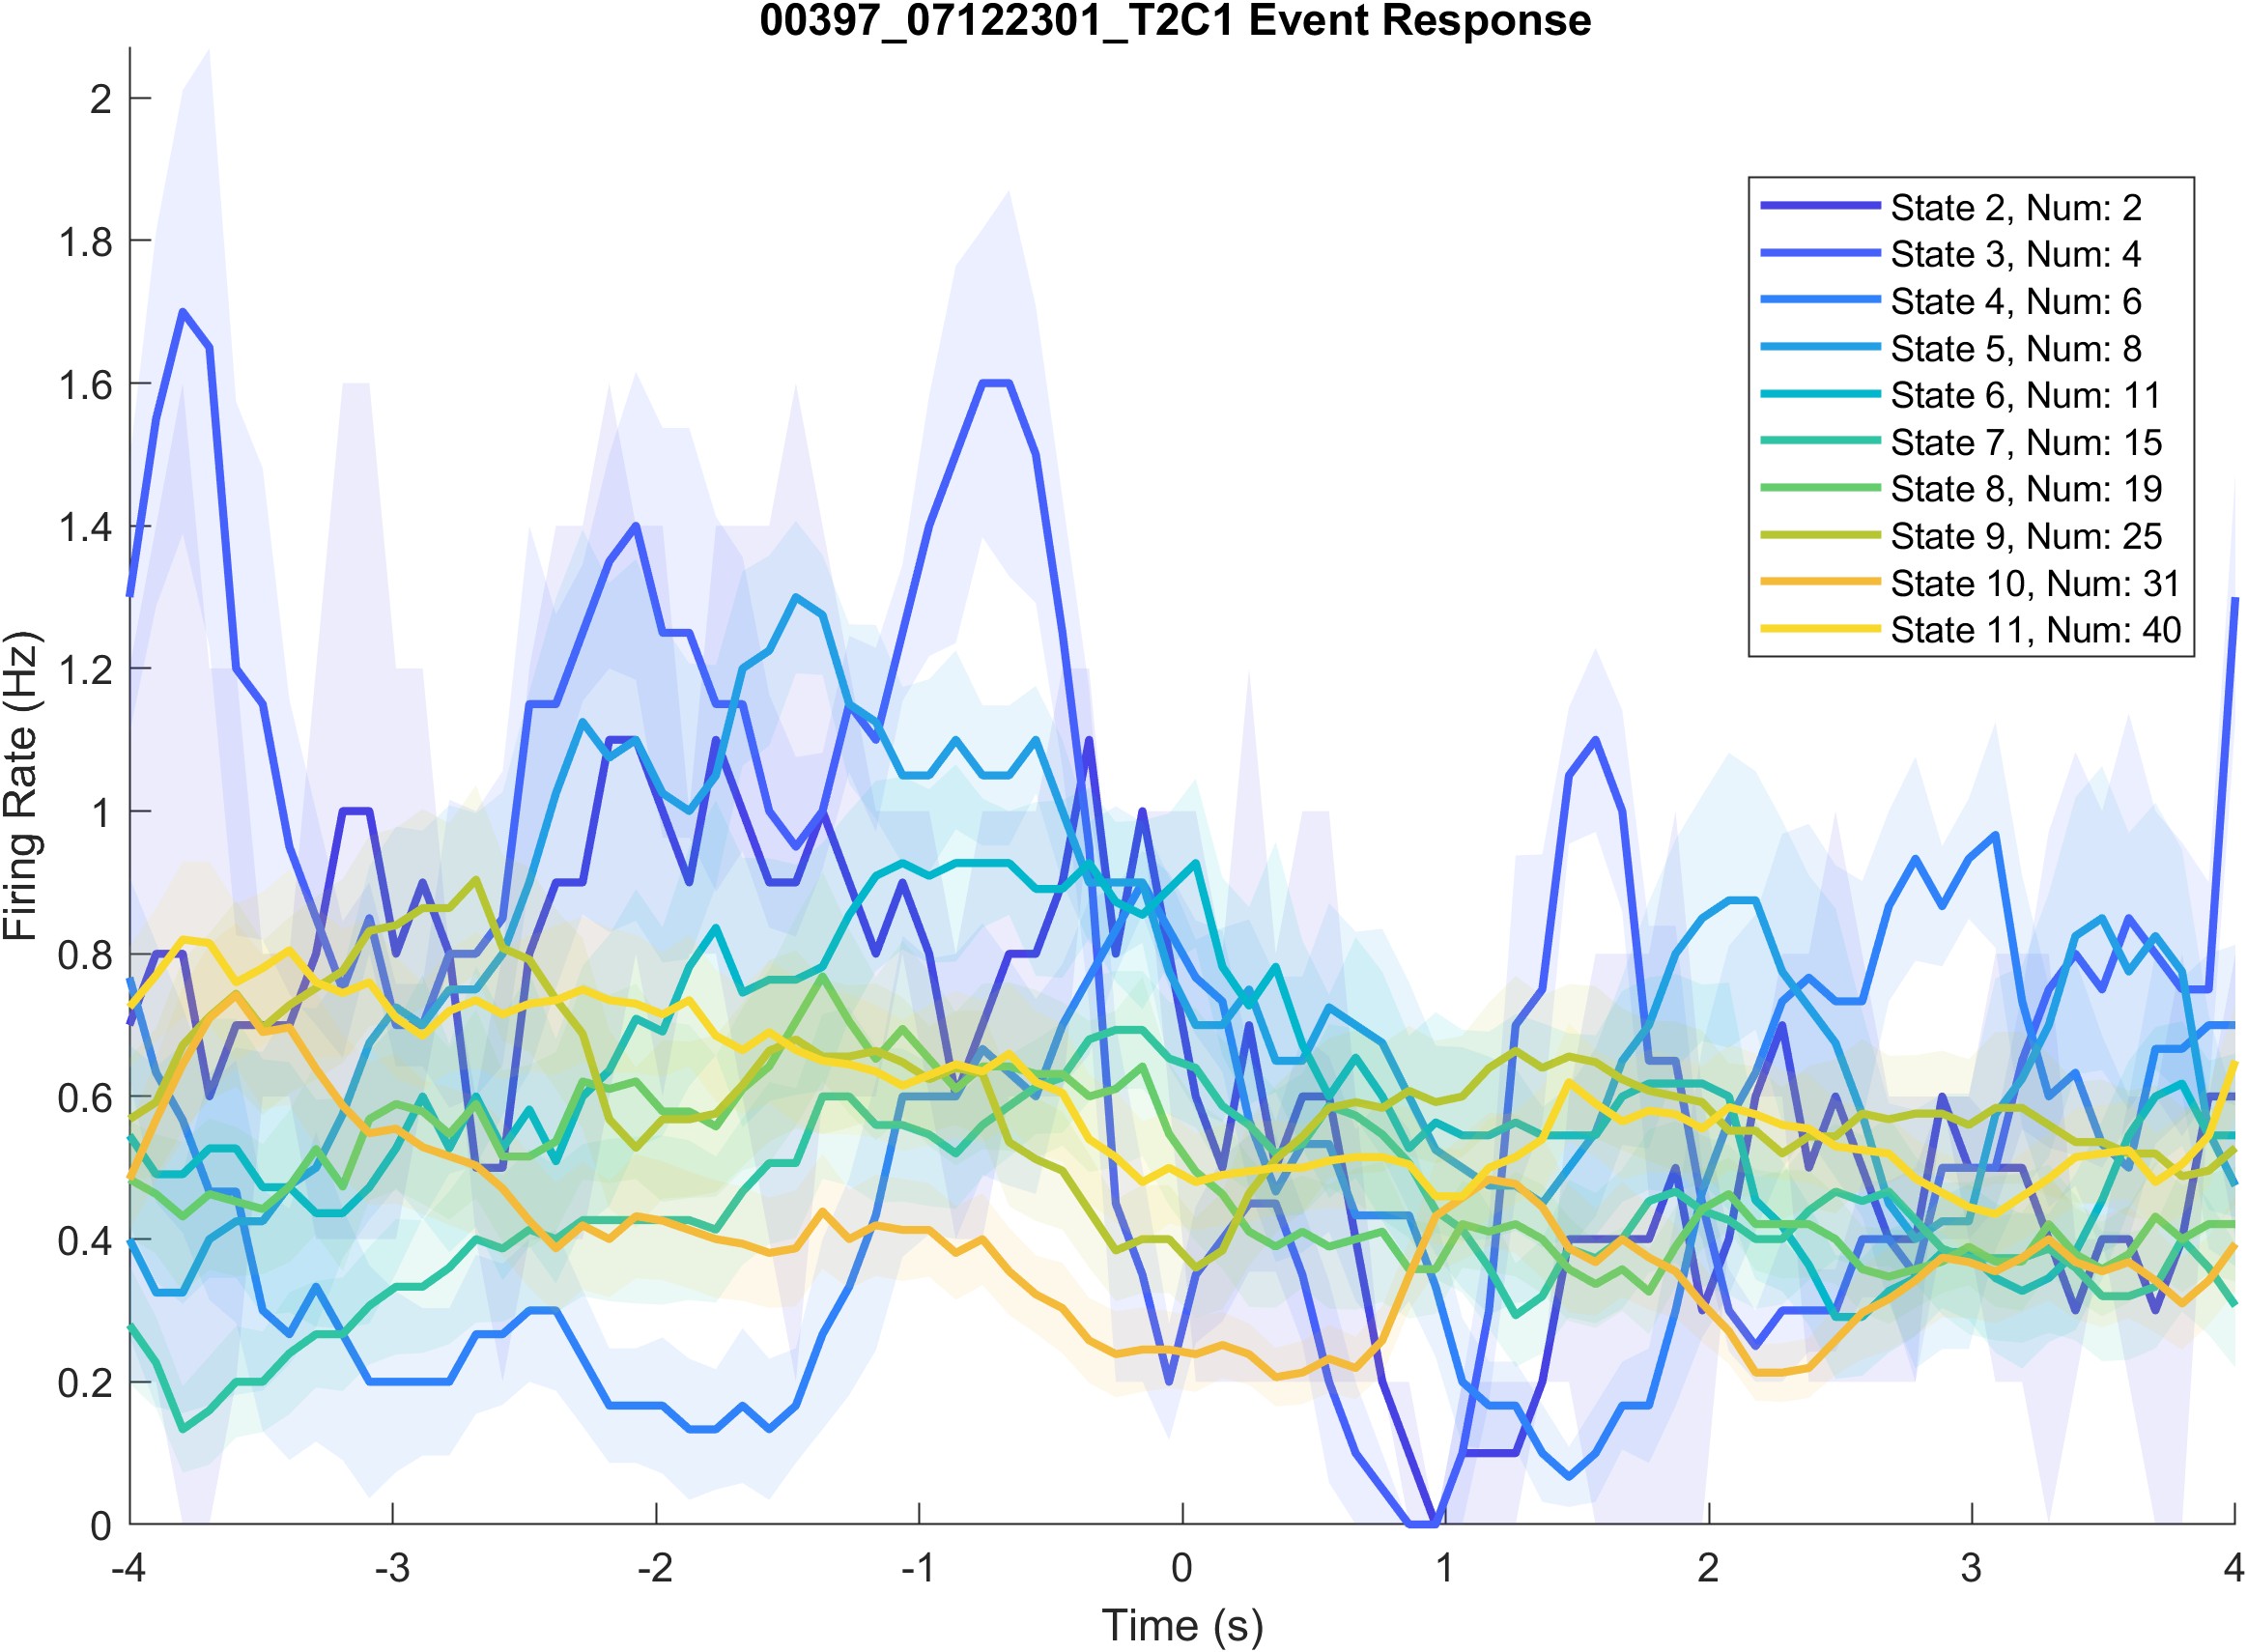 00397_07122301_T2C1 Event Response
Firing Rate (Hz)
2
1.8
1.6
1.4
1.2
1
0.8
0.6
0.4
0.2
0
State 2, Num: 2
State 3, Num: 4
State 4, Num: 6
State 5, Num: 8
State 6, Num: 11
State 7, Num: 15
State 8, Num: 19
State 9, Num: 25
State 10, Num: 31
State 11, Num: 40
-4 -3 -2 -1 0 1 2 3 4
Time (s)